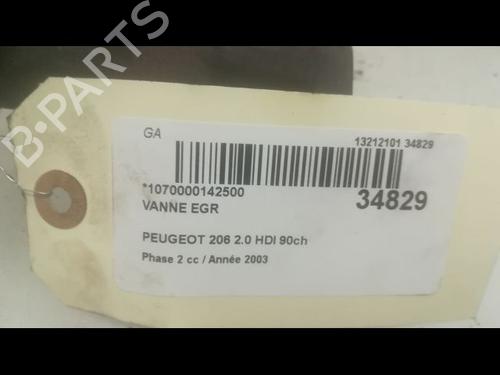 B-PARTS
GA
13212101 34829
*1070000142500
VANNE EGR
34829
PEUGEOT 206 2.0 HDI 90ch
Phase 2 cc / Année 2003